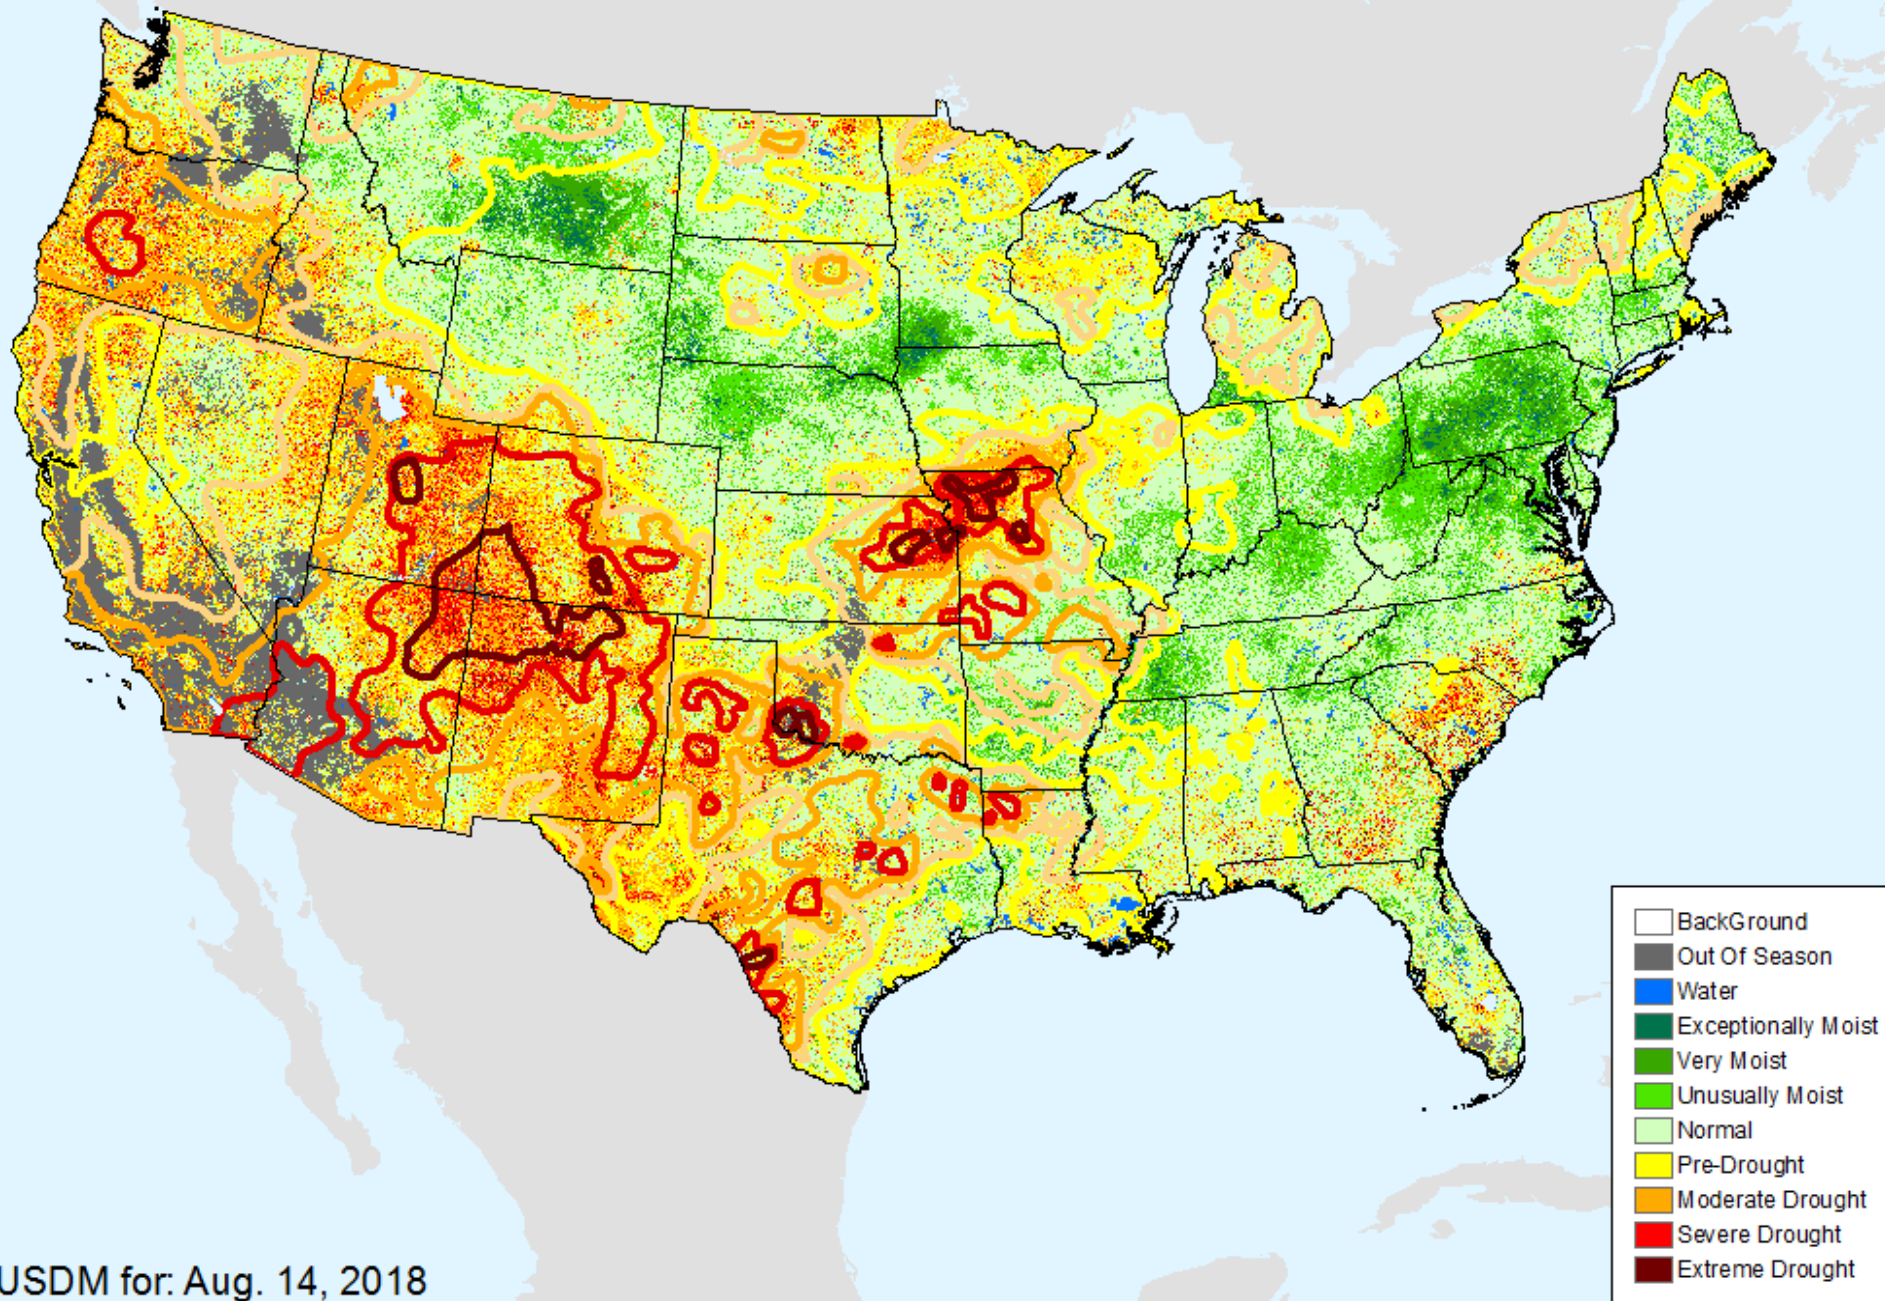 BackGround
Out Of Season
Water
Exceptionally Moist
Very Moist
Unusually Moist
Normal
Pre-Drought
Moderate Drought
Severe Drought
Extreme Drought
USDM for: Aug. 14, 2018